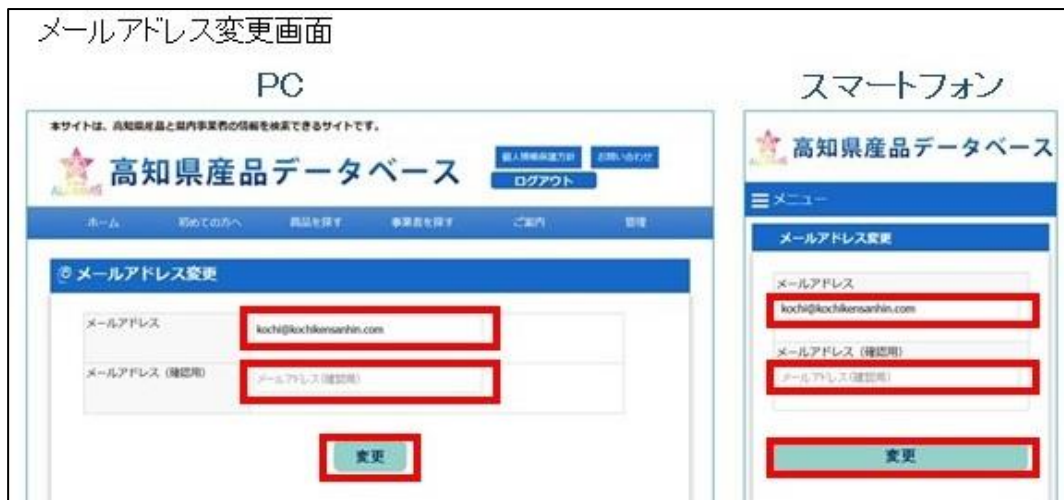 メールアドレス変更画面
PC
本サイトは、高知県産品と県内事業者の情報を検索できるサイトです。
高知県産品データベース
個人情報保護方針 お問い合わせ
ログアウト
ホーム 初めての方へ 商品を探す 事業者を探す ご案内 管理
メールアドレス変更
メールアドレス
kochi@kochikensanhin.com
メールアドレス（確認用）
メールアドレス(確認用)
変更
スマートフォン
高知県産品データベース
メニュー
メールアドレス変更
メールアドレス
kochi@kochikensanhin.com
メールアドレス（確認用）
メールアドレス(確認用)
変更